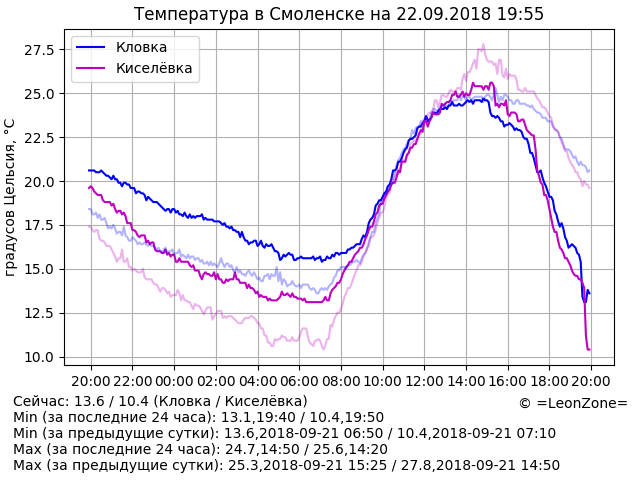 Температура в Смоленске на 22.09.2018 19:55
Кловка
Киселёвка
градусов Цельсия, °C
27.5
25.0
22.5
20.0
17.5
15.0
12.5
10.0
20:00 22:00 00:00 02:00 04:00 06:00 08:00 10:00 12:00 14:00 16:00 18:00 20:00
Сейчас: 13.6 / 10.4 (Кловка / Киселёвка)
© =LeonZone=
Min (за последние 24 часа): 13.1,19:40 / 10.4,19:50
Min (за предыдущие сутки): 13.6,2018-09-21 06:50 / 10.4,2018-09-21 07:10
Max (за последние 24 часа): 24.7,14:50 / 25.6,14:20
Max (за предыдущие сутки): 25.3,2018-09-21 15:25 / 27.8,2018-09-21 14:50